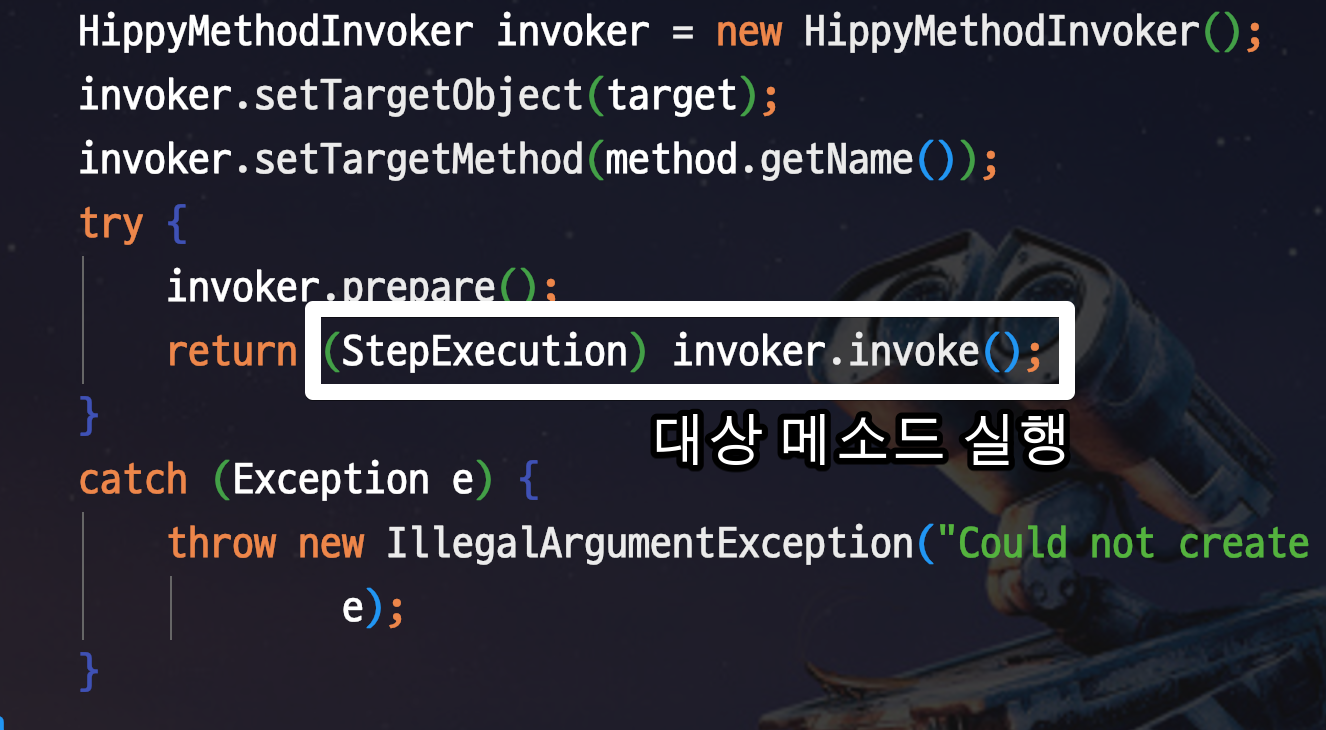 HippyMethodInvoker invoker = new HippyMethodInvoker();
invoker.setTargetObject(target);
invoker.setTargetMethod(method.getName());
try {
invoker.prepare();
return (StepExecution) invoker.invoke();
}
대상 메소드 실행
catch (Exception e) {
throw new IllegalArgumentException("Could not create
e);
}